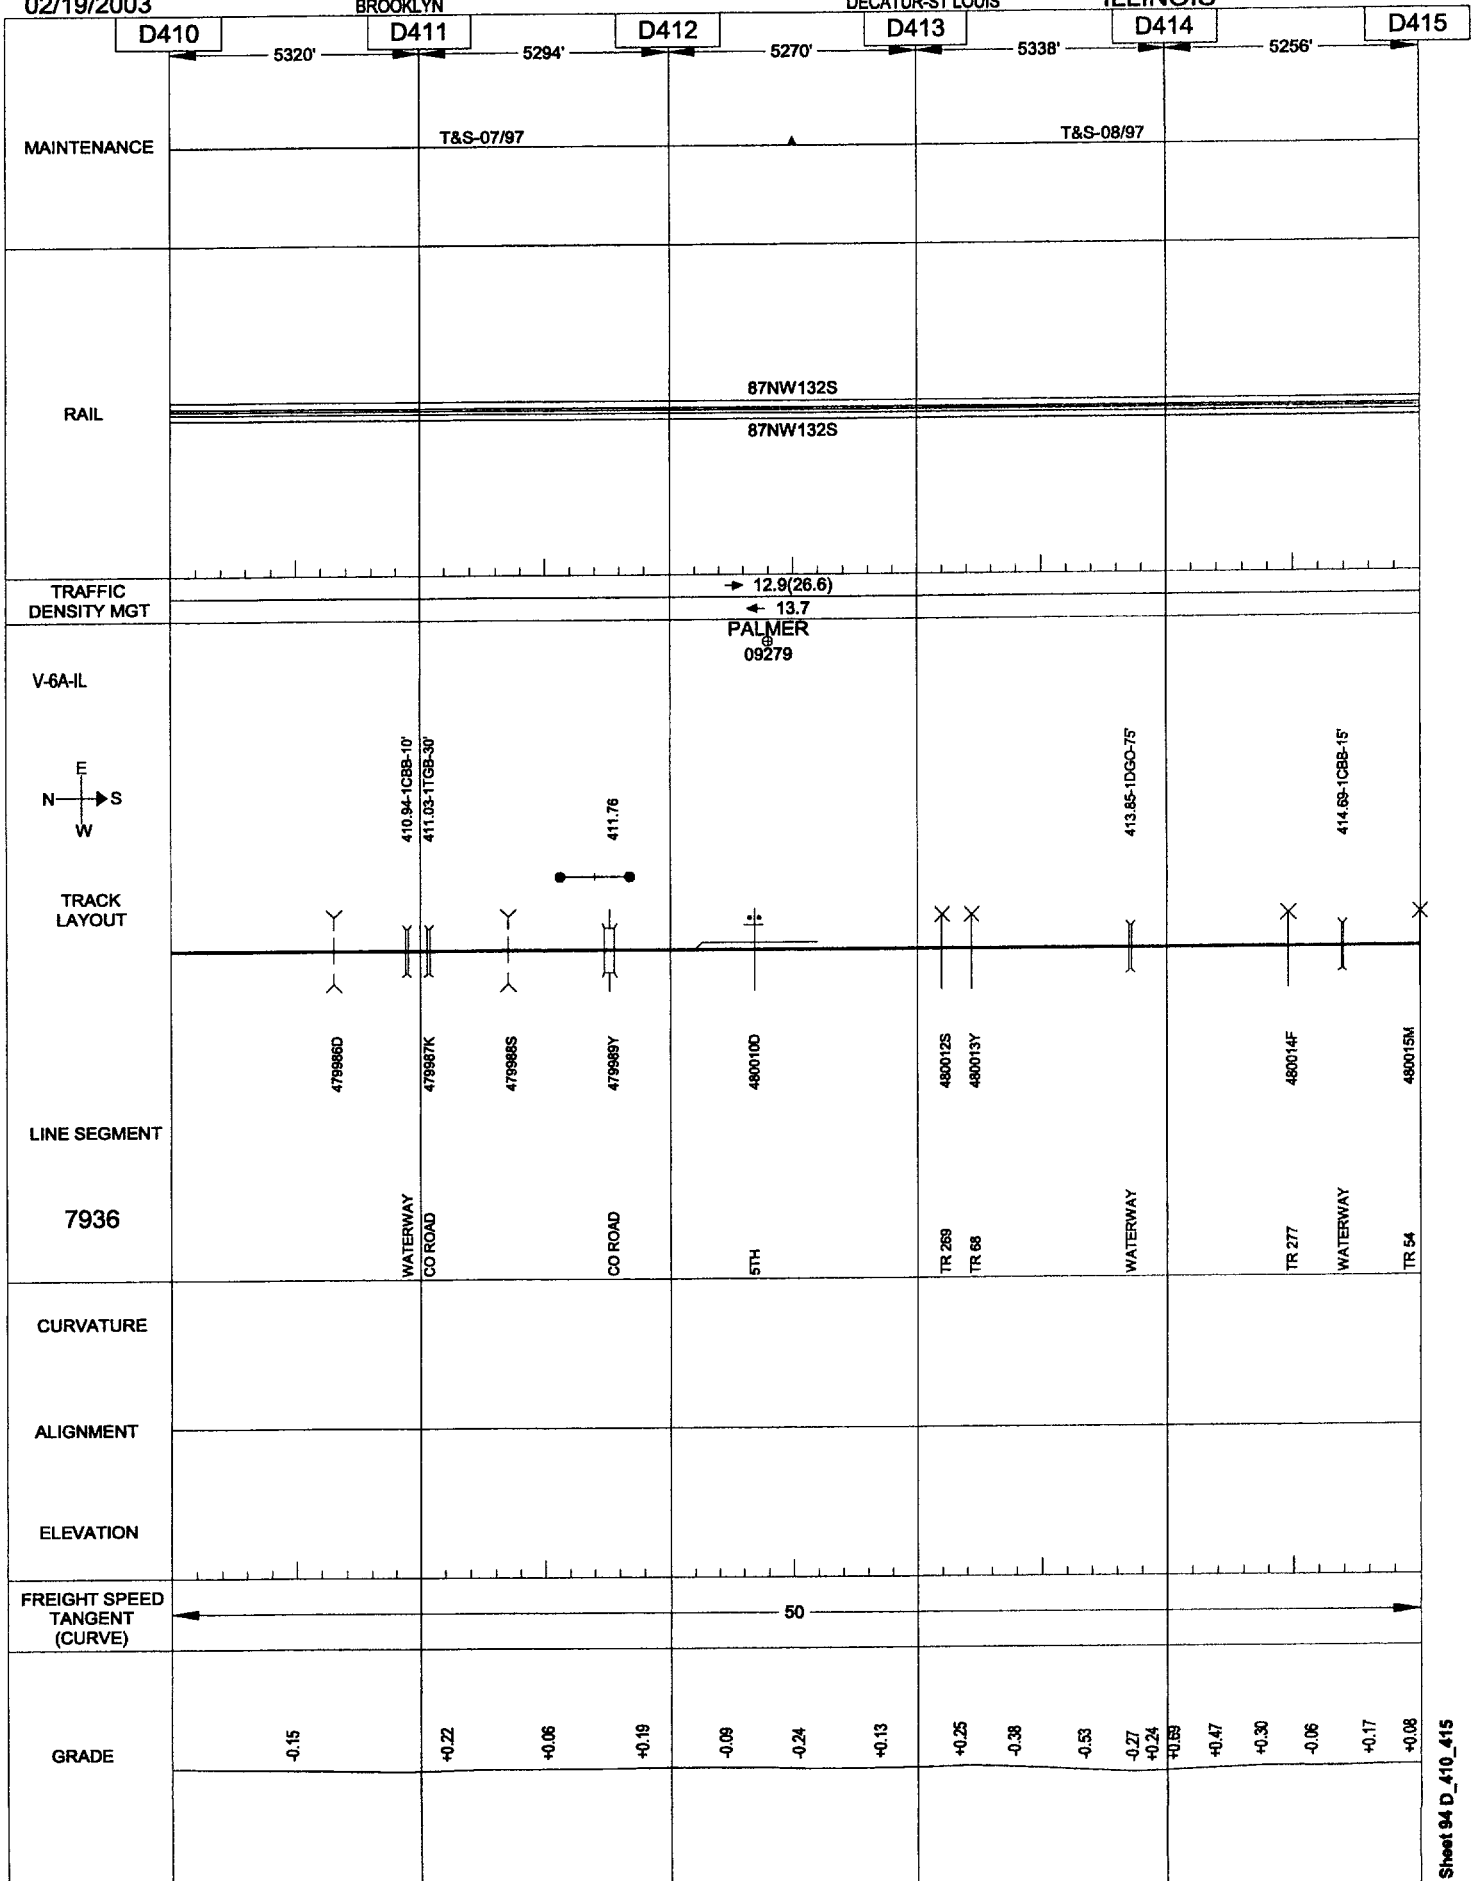 02/19/2003
BROOKLYN
DECATUR-ST LOUIS
ILLINOIS
D410
D411
D412
D413
D414
D415
5320'
5294'
5270'
5338'
5256'
MAINTENANCE
T&S-07/97
T&S-08/97
RAIL
87NW132S
87NW132S
TRAFFIC
DENSITY MGT
12.9(26.6)
13.7
PALMER
09279
V-6A-IL
E
N
S
W
410.94-1CBB-10'
411.03-1TGB-30'
411.76
413.85-1DGO-75'
414.69-1CBB-15'
TRACK
LAYOUT
479986D
479987K
479988S
479989Y
480010D
480012S
480013Y
480014F
480015M
LINE SEGMENT
7936
WATERWAY
CO ROAD
CO ROAD
5TH
TR 269
TR 68
WATERWAY
TR 277
WATERWAY
TR 54
CURVATURE
ALIGNMENT
ELEVATION
FREIGHT SPEED
TANGENT
(CURVE)
50
GRADE
-0.15
+0.22
+0.06
+0.19
-0.09
-0.24
+0.13
+0.25
-0.38
-0.53
-0.27
+0.24
+0.69
+0.47
+0.30
-0.06
+0.17
+0.08
Sheet 94 D_410_415